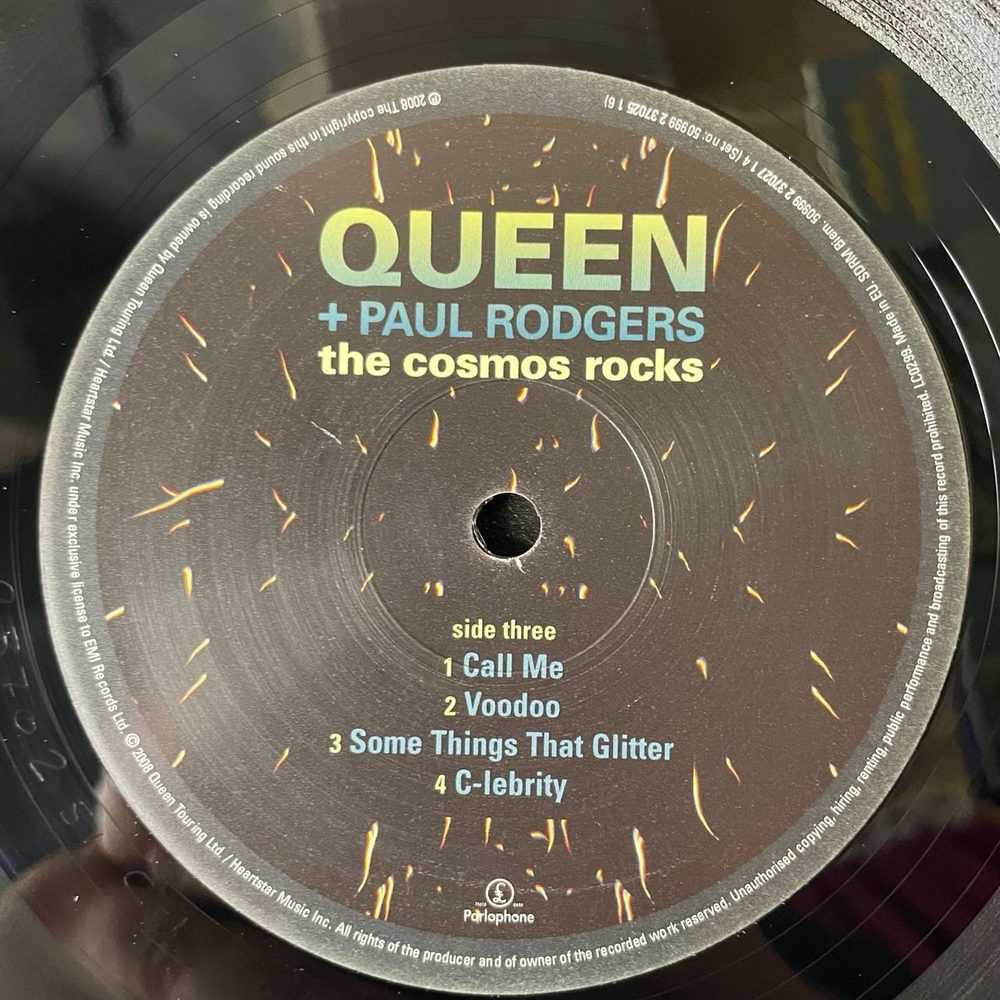 QUEEN
+ PAUL RODGERS
the cosmos rocks
side three
1 Call Me
2 Voodoo
3 Some Things That Glitter
4 C-lebrity
TRADE MARK
£
Parlophone
℗ 2008 The copyright in this sound recording is owned by Queen Touring Ltd. / Heartstar Music Inc. under exclusive license to EMI Records Ltd. © 2008 Queen Touring Ltd. / Heartstar Music Inc. All rights of the producer and of owner of the recorded work reserved. Unauthorised copying, hiring, renting, public performance and broadcasting of this record prohibited. LC0299. Made in EU. SDRM Biem. 50999 2 37027 1 4 (Set no: 50999 2 37025 1 6)